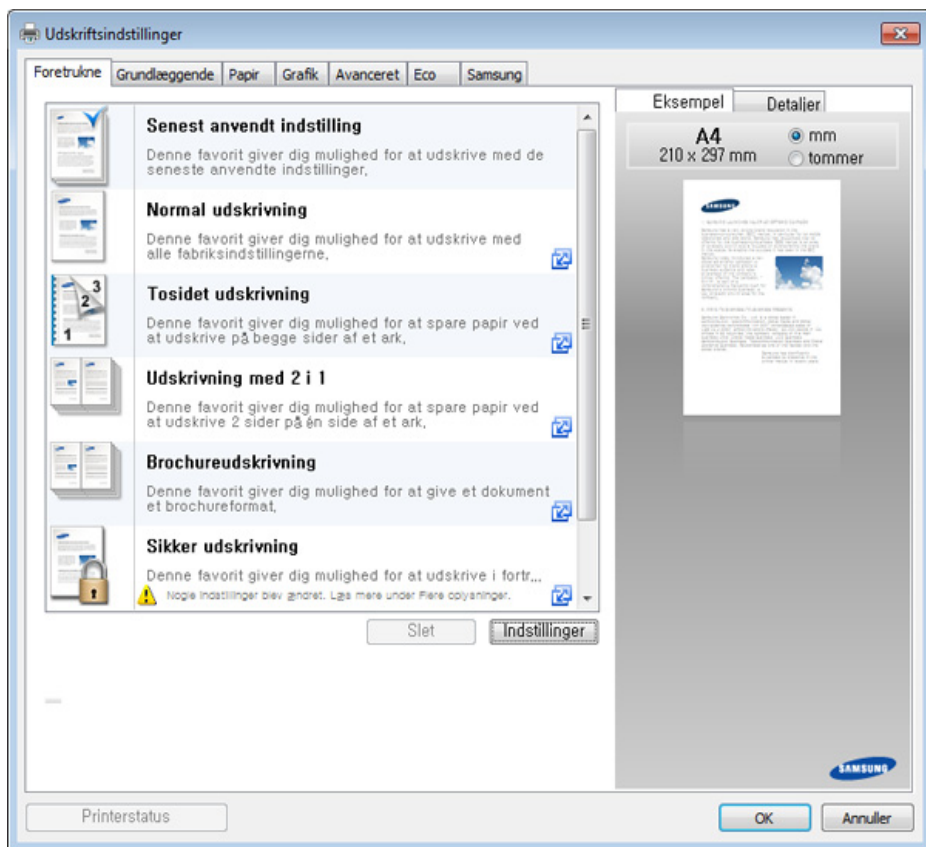 Udskriftsindstillinger
Foretrukne Grundlæggende Papir Grafik Avanceret Eco Samsung
Senest anvendt indstilling
Denne favorit giver dig mulighed for at udskrive med de
seneste anvendte indstillinger.
Normal udskrivning
Denne favorit giver dig mulighed for at udskrive med
alle fabriksindstillingerne.
Tosidet udskrivning
Denne favorit giver dig mulighed for at spare papir ved
at udskrive på begge sider af et ark.
Udskrivning med 2 i 1
Denne favorit giver dig mulighed for at spare papir ved
at udskrive 2 sider på én side af et ark.
Brochureudskrivning
Denne favorit giver dig mulighed for at give et dokument
et brochureformat.
Sikker udskrivning
Denne favorit giver dig mulighed for at udskrive i fortr...
Nogle indstillinger blev ændret. Læs mere under Flere oplysninger.
Slet Indstillinger
Eksempel Detaljer
A4
210 x 297 mm
mm
tommer
SAMSUNG
SAMSUNG
Printerstatus OK Annuller